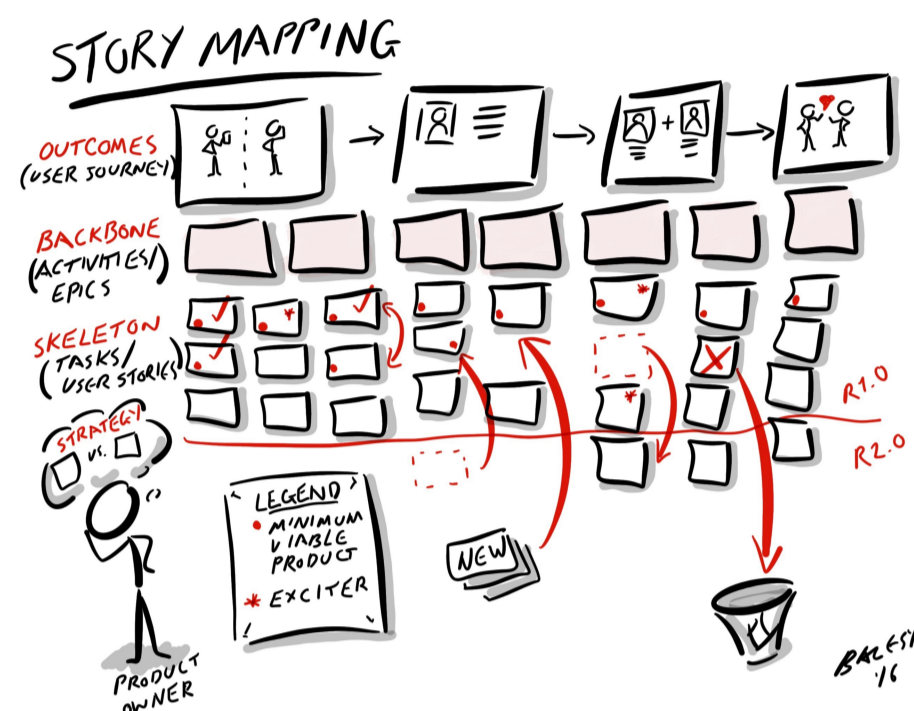 STORY MAPPING
OUTCOMES
(USER JOURNEY)
BACKBONE
(ACTIVITIES/
EPICS)
SKELETON
(TASKS/
USER STORIES)
R1.0
R2.0
STRATEGY
VS.
LEGEND
• MINIMUM
VIABLE
PRODUCT
* EXCITER
NEW
PRODUCT
OWNER
'16